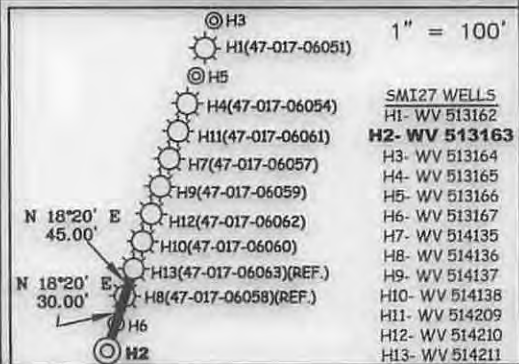 H3
1" = 100'
H1(47-017-06051)
H5
H4(47-017-06054)
H11(47-017-06061)
H7(47-017-06057)
H9(47-017-06059)
H12(47-017-06062)
H10(47-017-06060)
H13(47-017-06063)(REF.)
H8(47-017-06058)(REF.)
H6
H2
N 18°20' E
45.00'
N 18°20' E
30.00'
SMI27 WELLS
H1- WV 513162
H2- WV 513163
H3- WV 513164
H4- WV 513165
H5- WV 513166
H6- WV 513167
H7- WV 514135
H8- WV 514136
H9- WV 514137
H10- WV 514138
H11- WV 514209
H12- WV 514210
H13- WV 514211